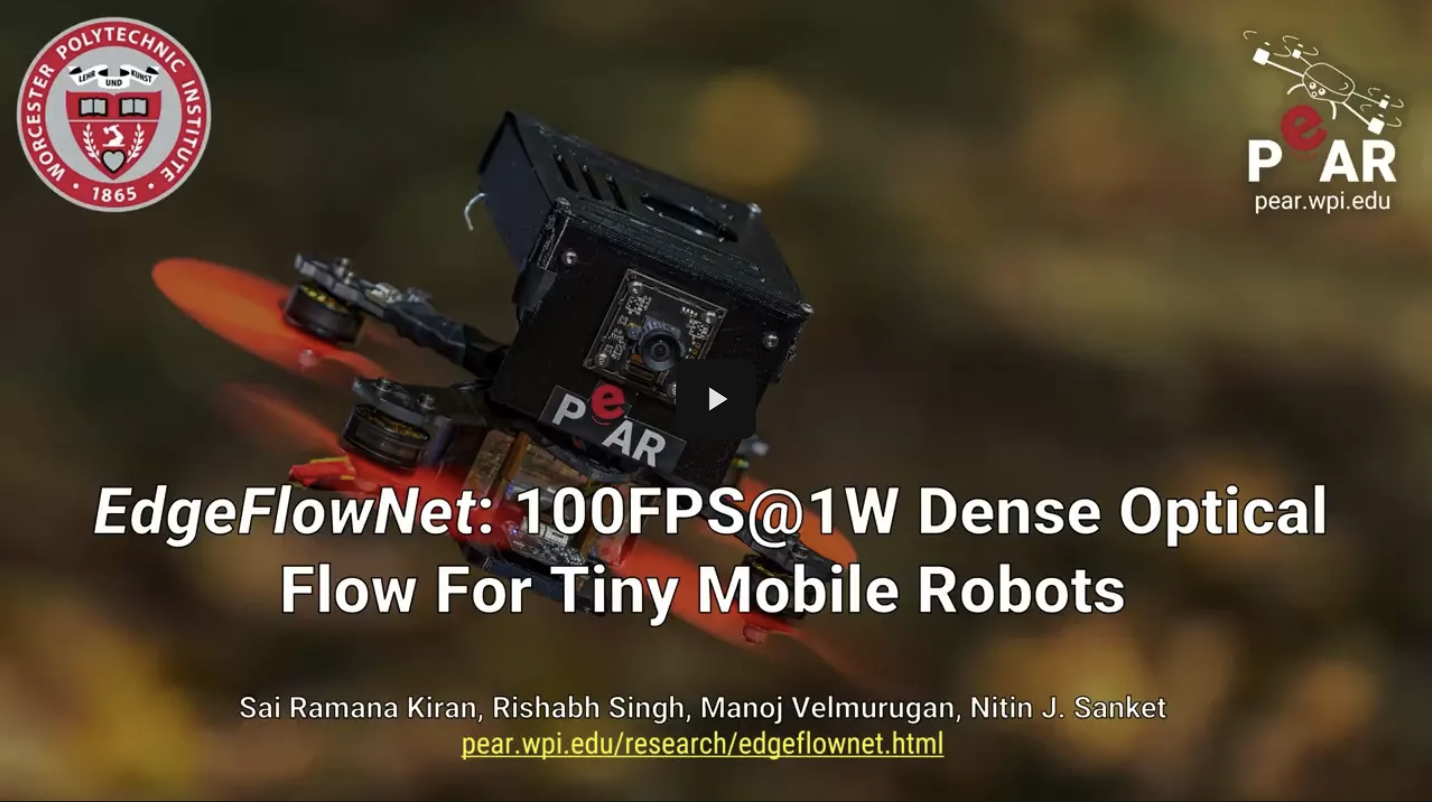 WORCESTER POLYTECHNIC INSTITUTE
LEHR UND KUNST
1865
PeAR
pear.wpi.edu
PeAR
EdgeFlowNet: 100FPS@1W Dense Optical
Flow For Tiny Mobile Robots
Sai Ramana Kiran, Rishabh Singh, Manoj Velmurugan, Nitin J. Sanket
pear.wpi.edu/research/edgeflownet.html